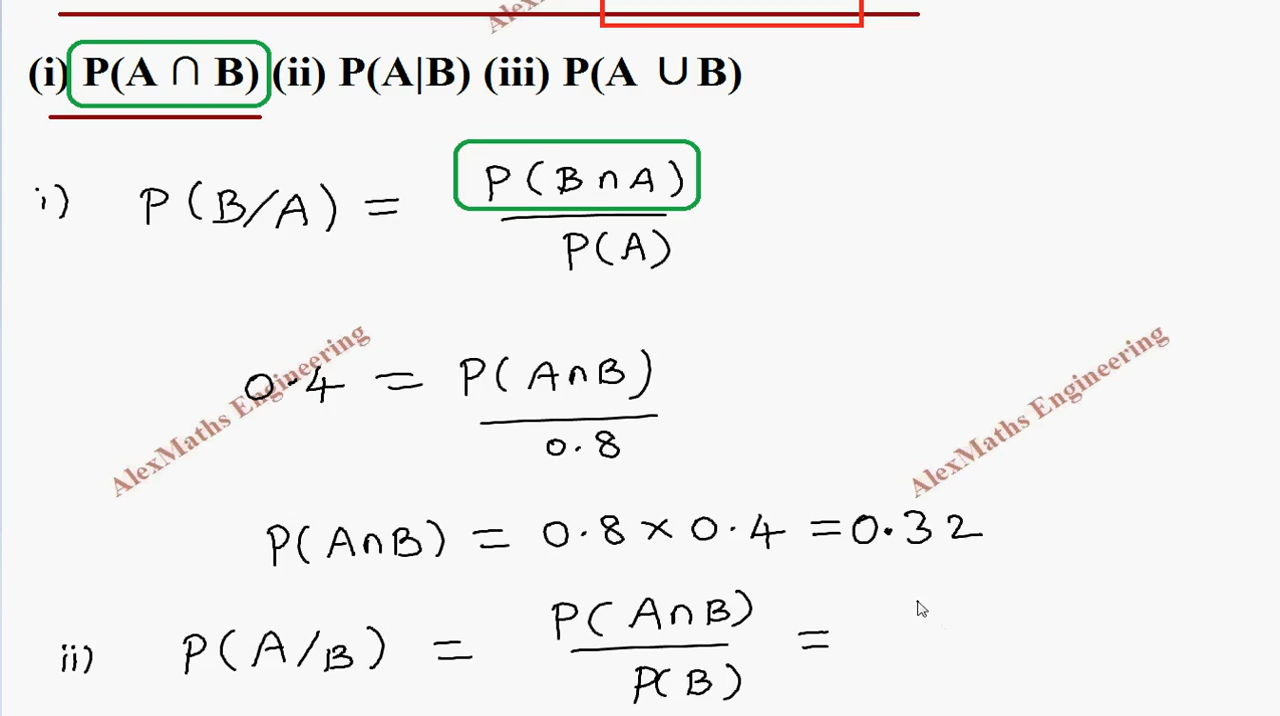 (i) P(A ∩ B) (ii) P(A|B) (iii) P(A ∪ B)
i) P(B/A) = P(B∩A)
P(A)
0.4 = P(A∩B)
0.8
P(A∩B) = 0.8 × 0.4 = 0.32
ii) P(A/B) = P(A∩B) =
P(B)
AlexMaths Engineering
AlexMaths Engineering